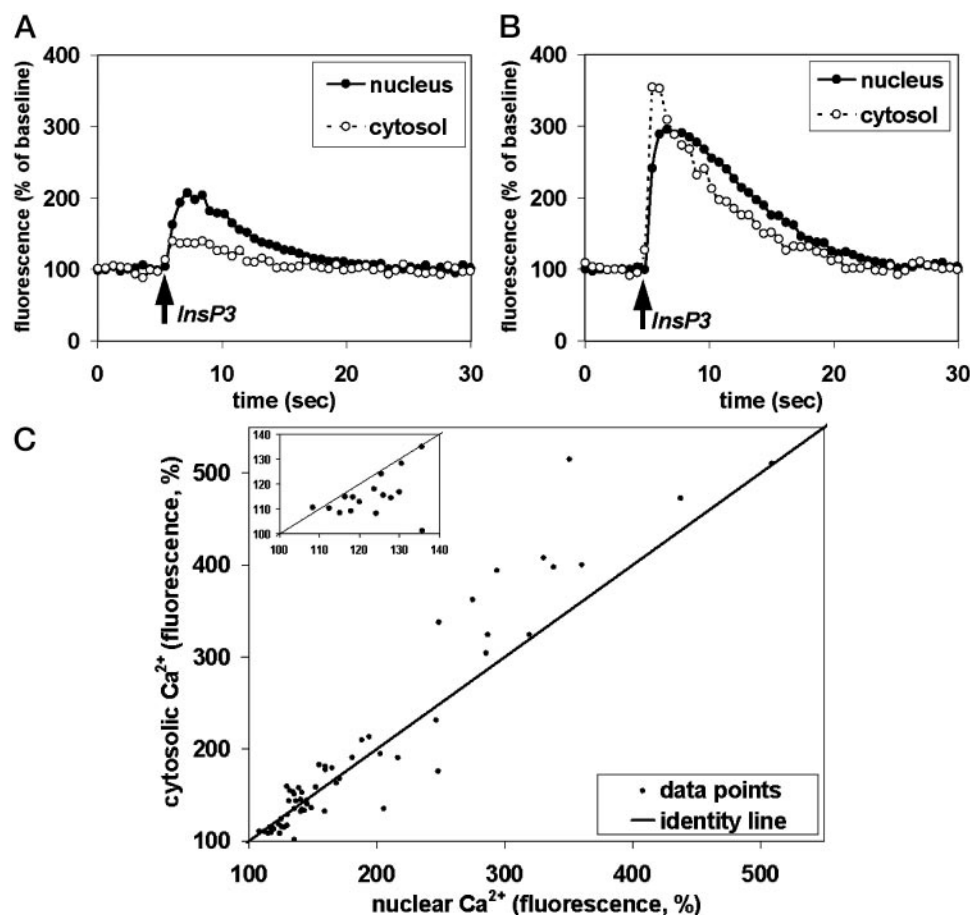 A
fluorescence (% of baseline)
400
300
200
100
0
nucleus
cytosol
InsP3
0 10 20 30
time (sec)
B
fluorescence (% of baseline)
400
300
200
100
0
nucleus
cytosol
InsP3
0 10 20 30
time (sec)
C
cytosolic Ca²⁺ (fluorescence, %)
500
400
300
200
100
140
130
120
110
100
100 110 120 130 140
data points
identity line
100 200 300 400 500
nuclear Ca²⁺ (fluorescence, %)